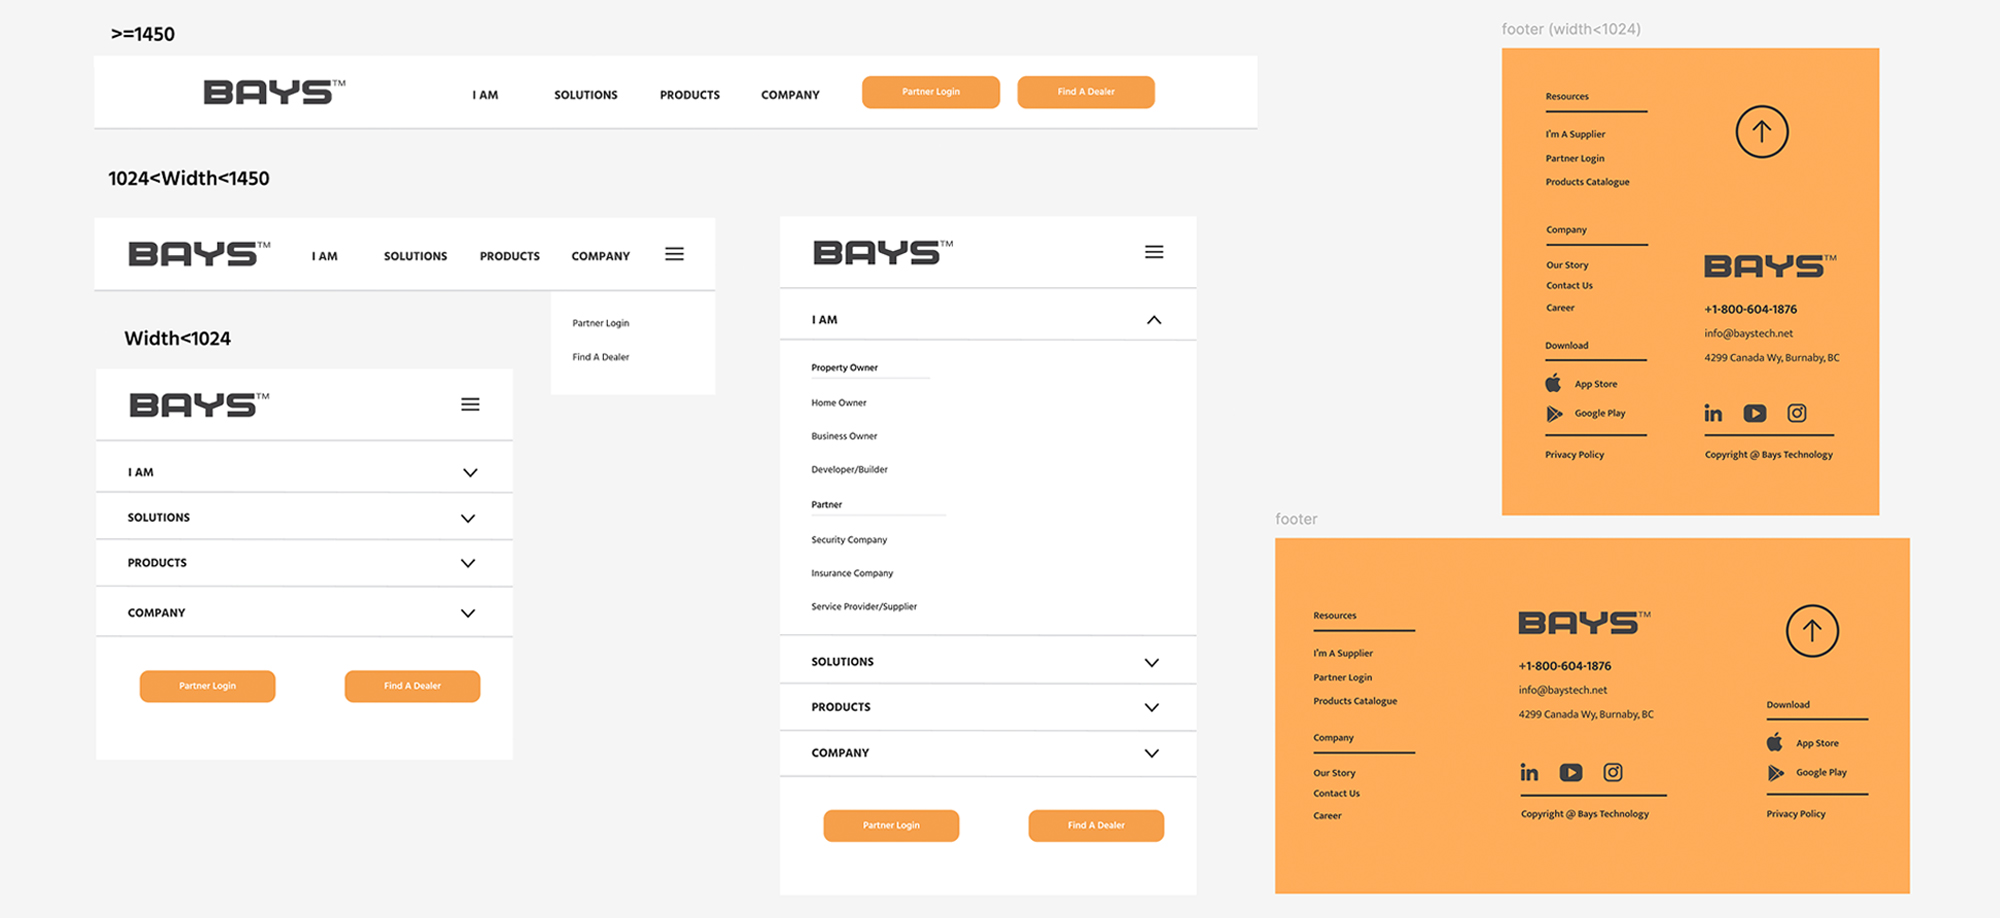 >=1450
BAYS™
I AM SOLUTIONS PRODUCTS COMPANY Partner Login Find A Dealer
1024<Width<1450
BAYS™ I AM SOLUTIONS PRODUCTS COMPANY
Partner Login
Find A Dealer
Width<1024
BAYS™
I AM
SOLUTIONS
PRODUCTS
COMPANY
Partner Login Find A Dealer
BAYS™
I AM
Property Owner
Home Owner
Business Owner
Developer/Builder
Partner
Security Company
Insurance Company
Service Provider/Supplier
SOLUTIONS
PRODUCTS
COMPANY
Partner Login Find A Dealer
footer (width<1024)
Resources
I'm A Supplier
Partner Login
Products Catalogue
Company
Our Story
Contact Us
Career
Download
App Store
Google Play
Privacy Policy
BAYS™
+1-800-604-1876
info@baystech.net
4299 Canada Wy, Burnaby, BC
in
Copyright @ Bays Technology
footer
Resources
I'm A Supplier
Partner Login
Products Catalogue
Company
Our Story
Contact Us
Career
BAYS™
+1-800-604-1876
info@baystech.net
4299 Canada Wy, Burnaby, BC
in
Copyright @ Bays Technology
Download
App Store
Google Play
Privacy Policy